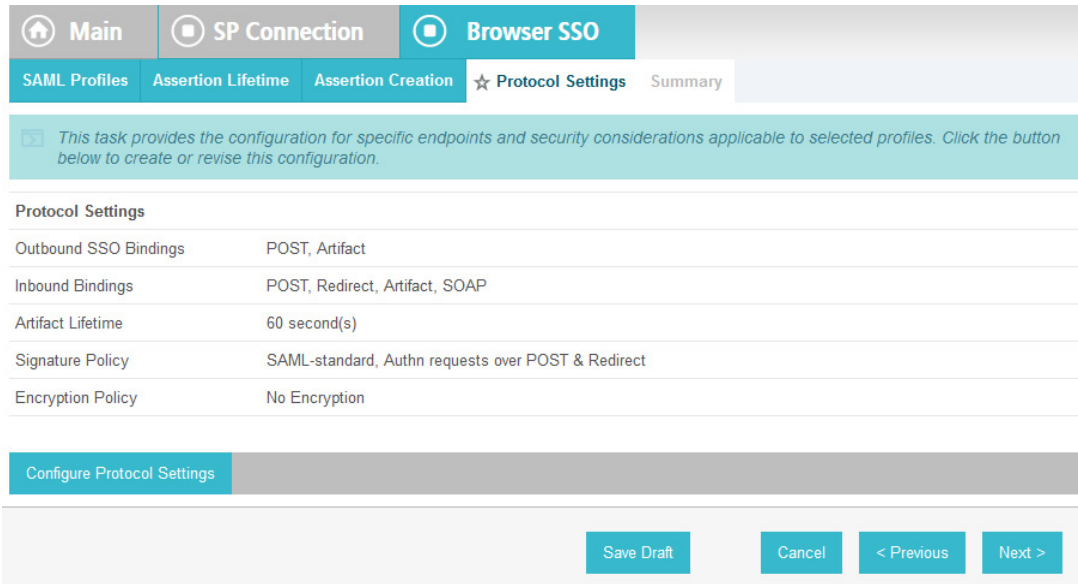 Main SP Connection Browser SSO
SAML Profiles Assertion Lifetime Assertion Creation Protocol Settings Summary
This task provides the configuration for specific endpoints and security considerations applicable to selected profiles. Click the button
below to create or revise this configuration.
Protocol Settings
Outbound SSO Bindings POST, Artifact
Inbound Bindings POST, Redirect, Artifact, SOAP
Artifact Lifetime 60 second(s)
Signature Policy SAML-standard, Authn requests over POST & Redirect
Encryption Policy No Encryption
Configure Protocol Settings
Save Draft Cancel < Previous Next >